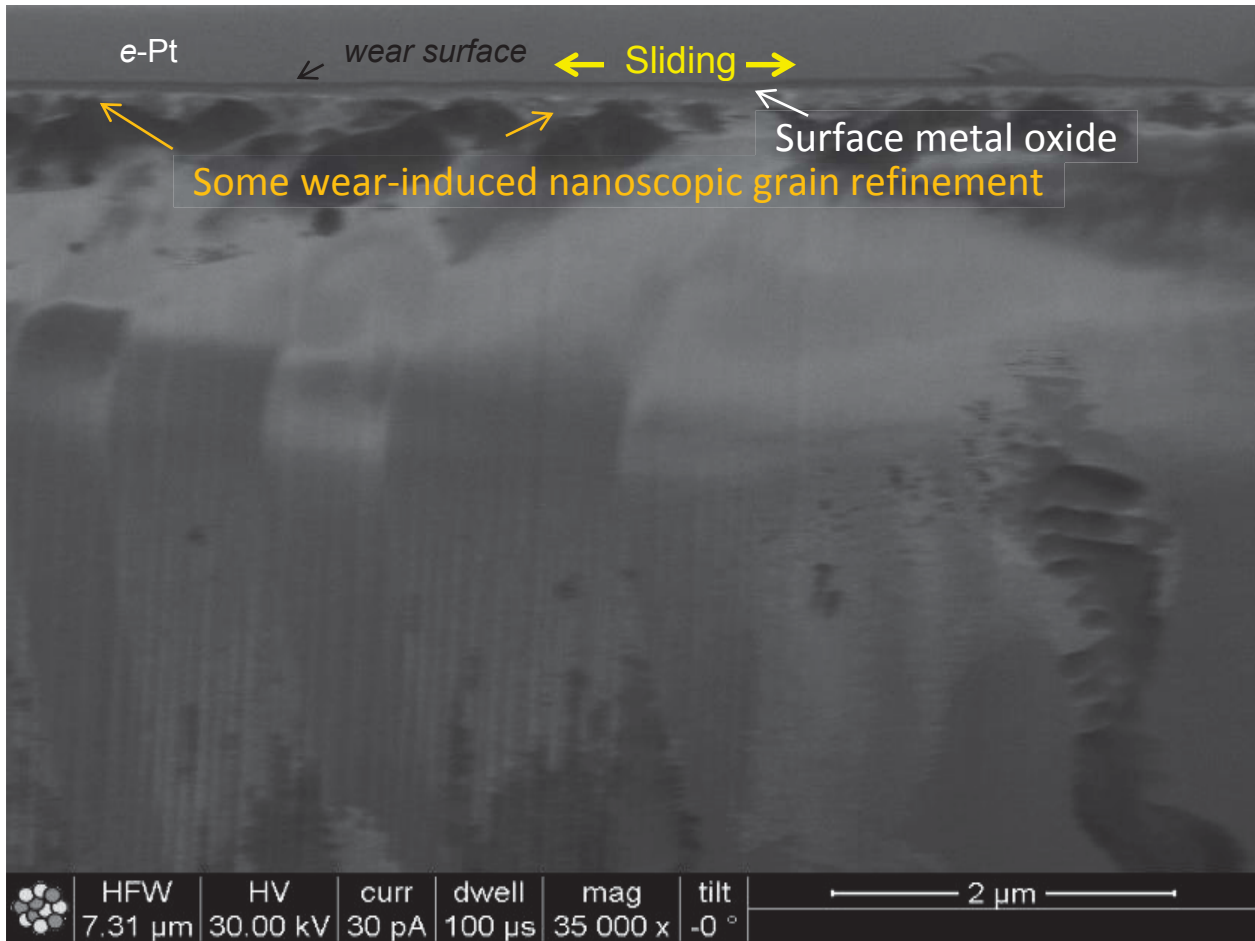 e-Pt
wear surface
Sliding
Surface metal oxide
Some wear-induced nanoscopic grain refinement
HFW HV curr dwell mag tilt
7.31 µm 30.00 kV 30 pA 100 µs 35 000 x -0 °
2 µm